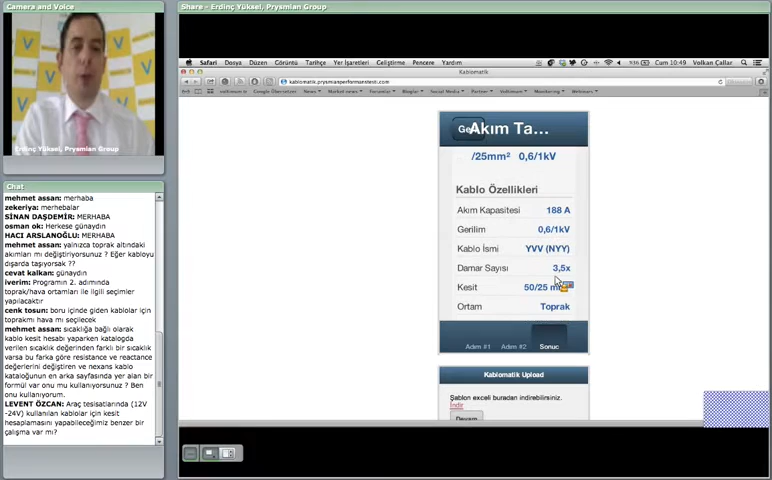 Camera and Voice
Erdinç Yüksel, Prysmian Group
Chat
mehmet assan: merhaba
zekeriya: merhebalar
SİNAN DAŞDEMİR: MERHABA
osman ok: Herkese günaydın
HACI ARSLANOĞLU: MERHABA
mehmet assan: yalnızca toprak altındaki
akımları mı değiştiriyorsunuz ? Eğer kabloyu
dışarda taşıyorsak ??
cevat kalkan: günaydın
iverim: Programın 2. adımında
toprak/hava ortamları ile ilgili seçimler
yapılacaktır
cenk tosun: boru içinde giden kablolar için
toprakmı hava mı seçilecek
mehmet assan: sıcaklığa bağlı olarak
kablo kesit hesabı yaparken katalogda
verilen sıcaklık değerinden farklı bir sıcaklık
varsa bu farka göre resistance ve reactance
değerlerini değiştiren ve nexans kablo
kataloğunun en arka sayfasında yer alan bir
formül var onu mu kullanıyorsunuz ? Ben
onu kullanıyorum.
LEVENT ÖZCAN: Araç tesisatlarında (12V
-24V) kullanılan kablolar için kesit
hesaplamasını yapabileceğimiz benzer bir
çalışma var mı?
Share - Erdinç Yüksel, Prysmian Group
Safari Dosya Düzen Görüntü Tarihçe Yer İşaretleri Geliştirme Pencere Yardım
Cum 10:49 Volkan Çallar
Kablomatik
kablomatik.prysmianperformanstesti.com
Akım Ta...
/25mm² 0,6/1kV
Kablo Özellikleri
Akım Kapasitesi 188 A
Gerilim 0,6/1kV
Kablo İsmi YVV (NYY)
Damar Sayısı 3,5x
Kesit 50/25
Ortam Toprak
Adım #1 Adım #2 Sonuc
Kablomatik Upload
Şablon exceli buradan indirebilirsiniz.
İndir
Devam